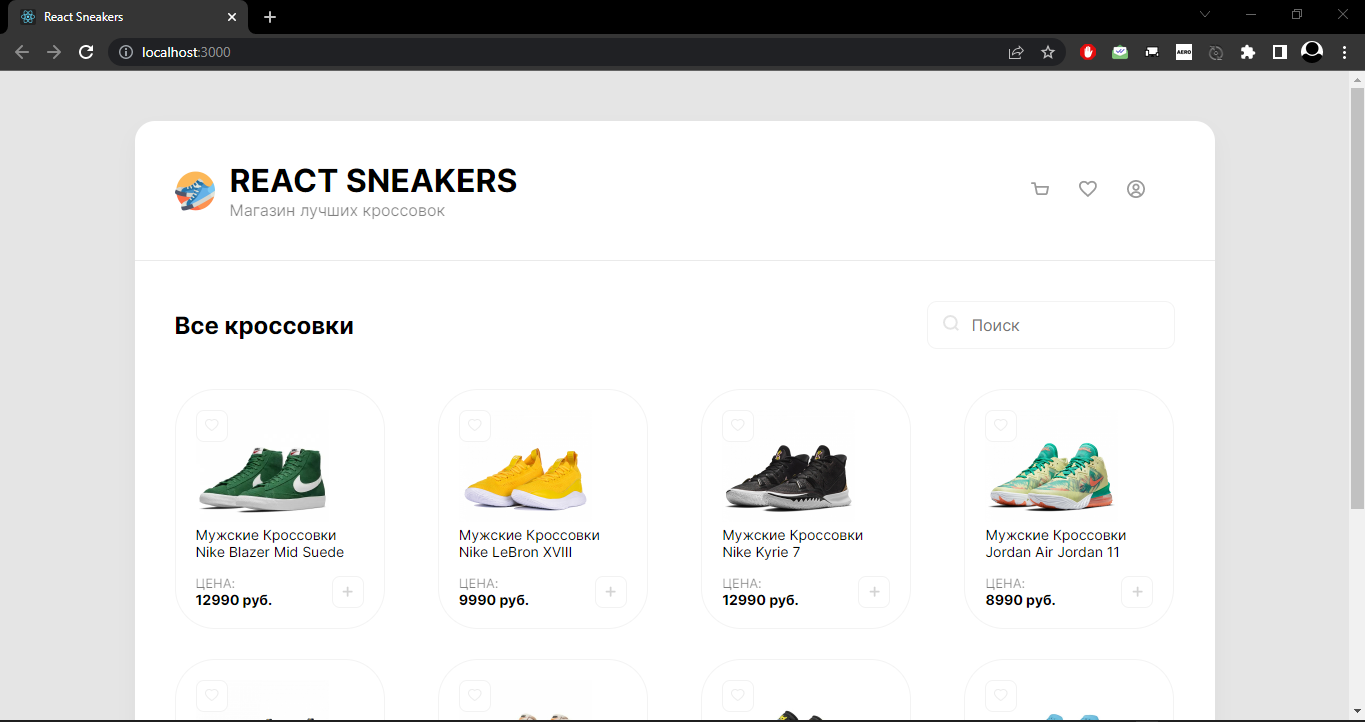 React Sneakers
localhost:3000
AERO
REACT SNEAKERS
Магазин лучших кроссовок
Все кроссовки
Поиск
Мужские Кроссовки
Nike Blazer Mid Suede
ЦЕНА:
12990 руб.
Мужские Кроссовки
Nike LeBron XVIII
ЦЕНА:
9990 руб.
Мужские Кроссовки
Nike Kyrie 7
ЦЕНА:
12990 руб.
Мужские Кроссовки
Jordan Air Jordan 11
ЦЕНА:
8990 руб.